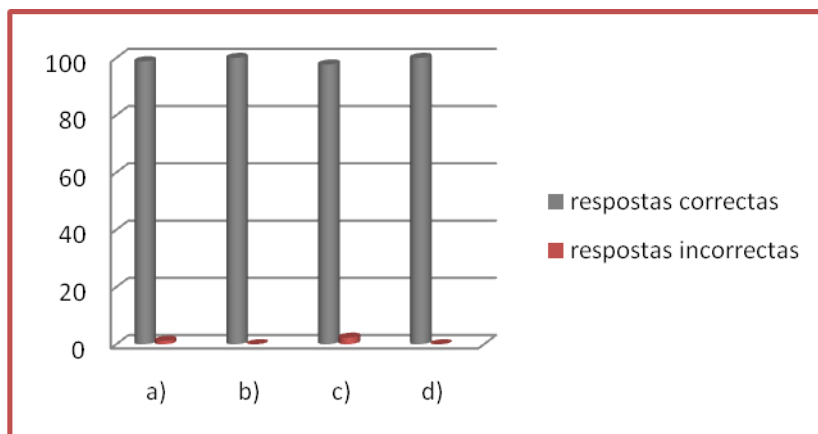 100
80
60
40
20
0
a) b) c) d)
respostas correctas
respostas incorrectas